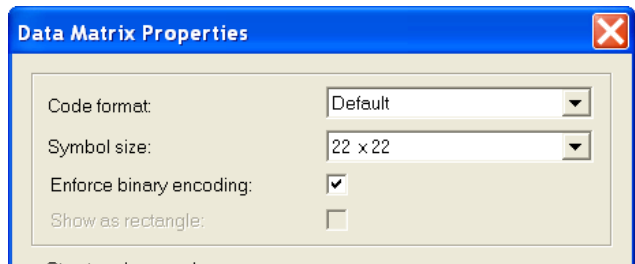 Data Matrix Properties
Code format: Default
Symbol size: 22 x 22
Enforce binary encoding:
Show as rectangle: